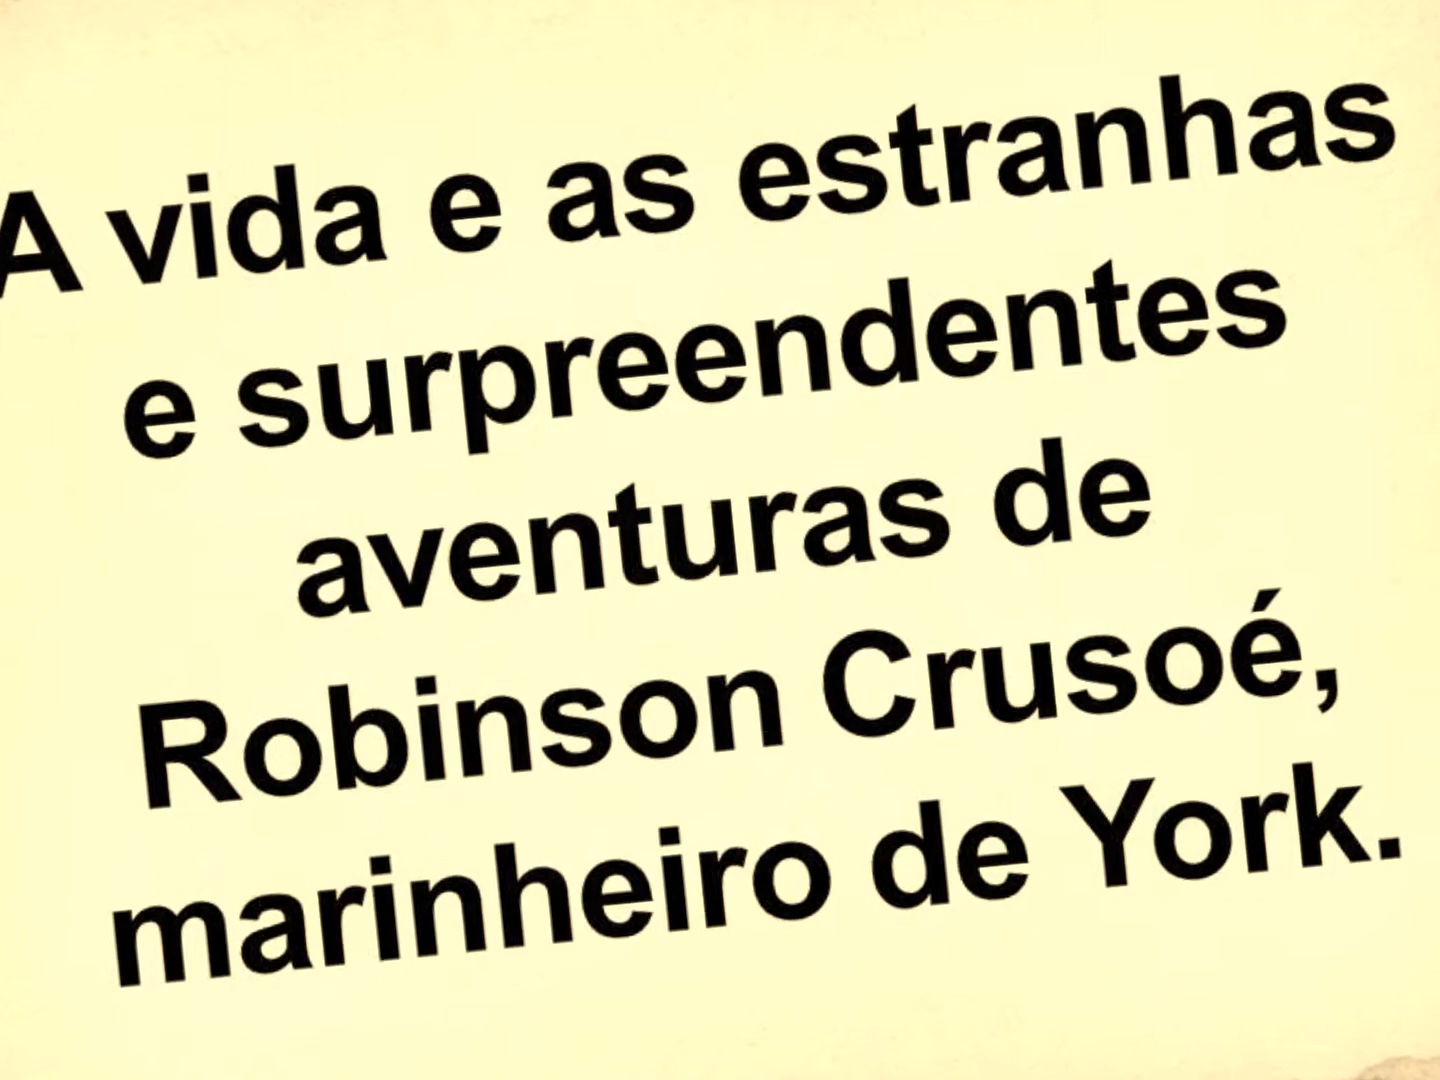 A vida e as estranhas
e surpreendentes
aventuras de
Robinson Crusoé,
marinheiro de York.